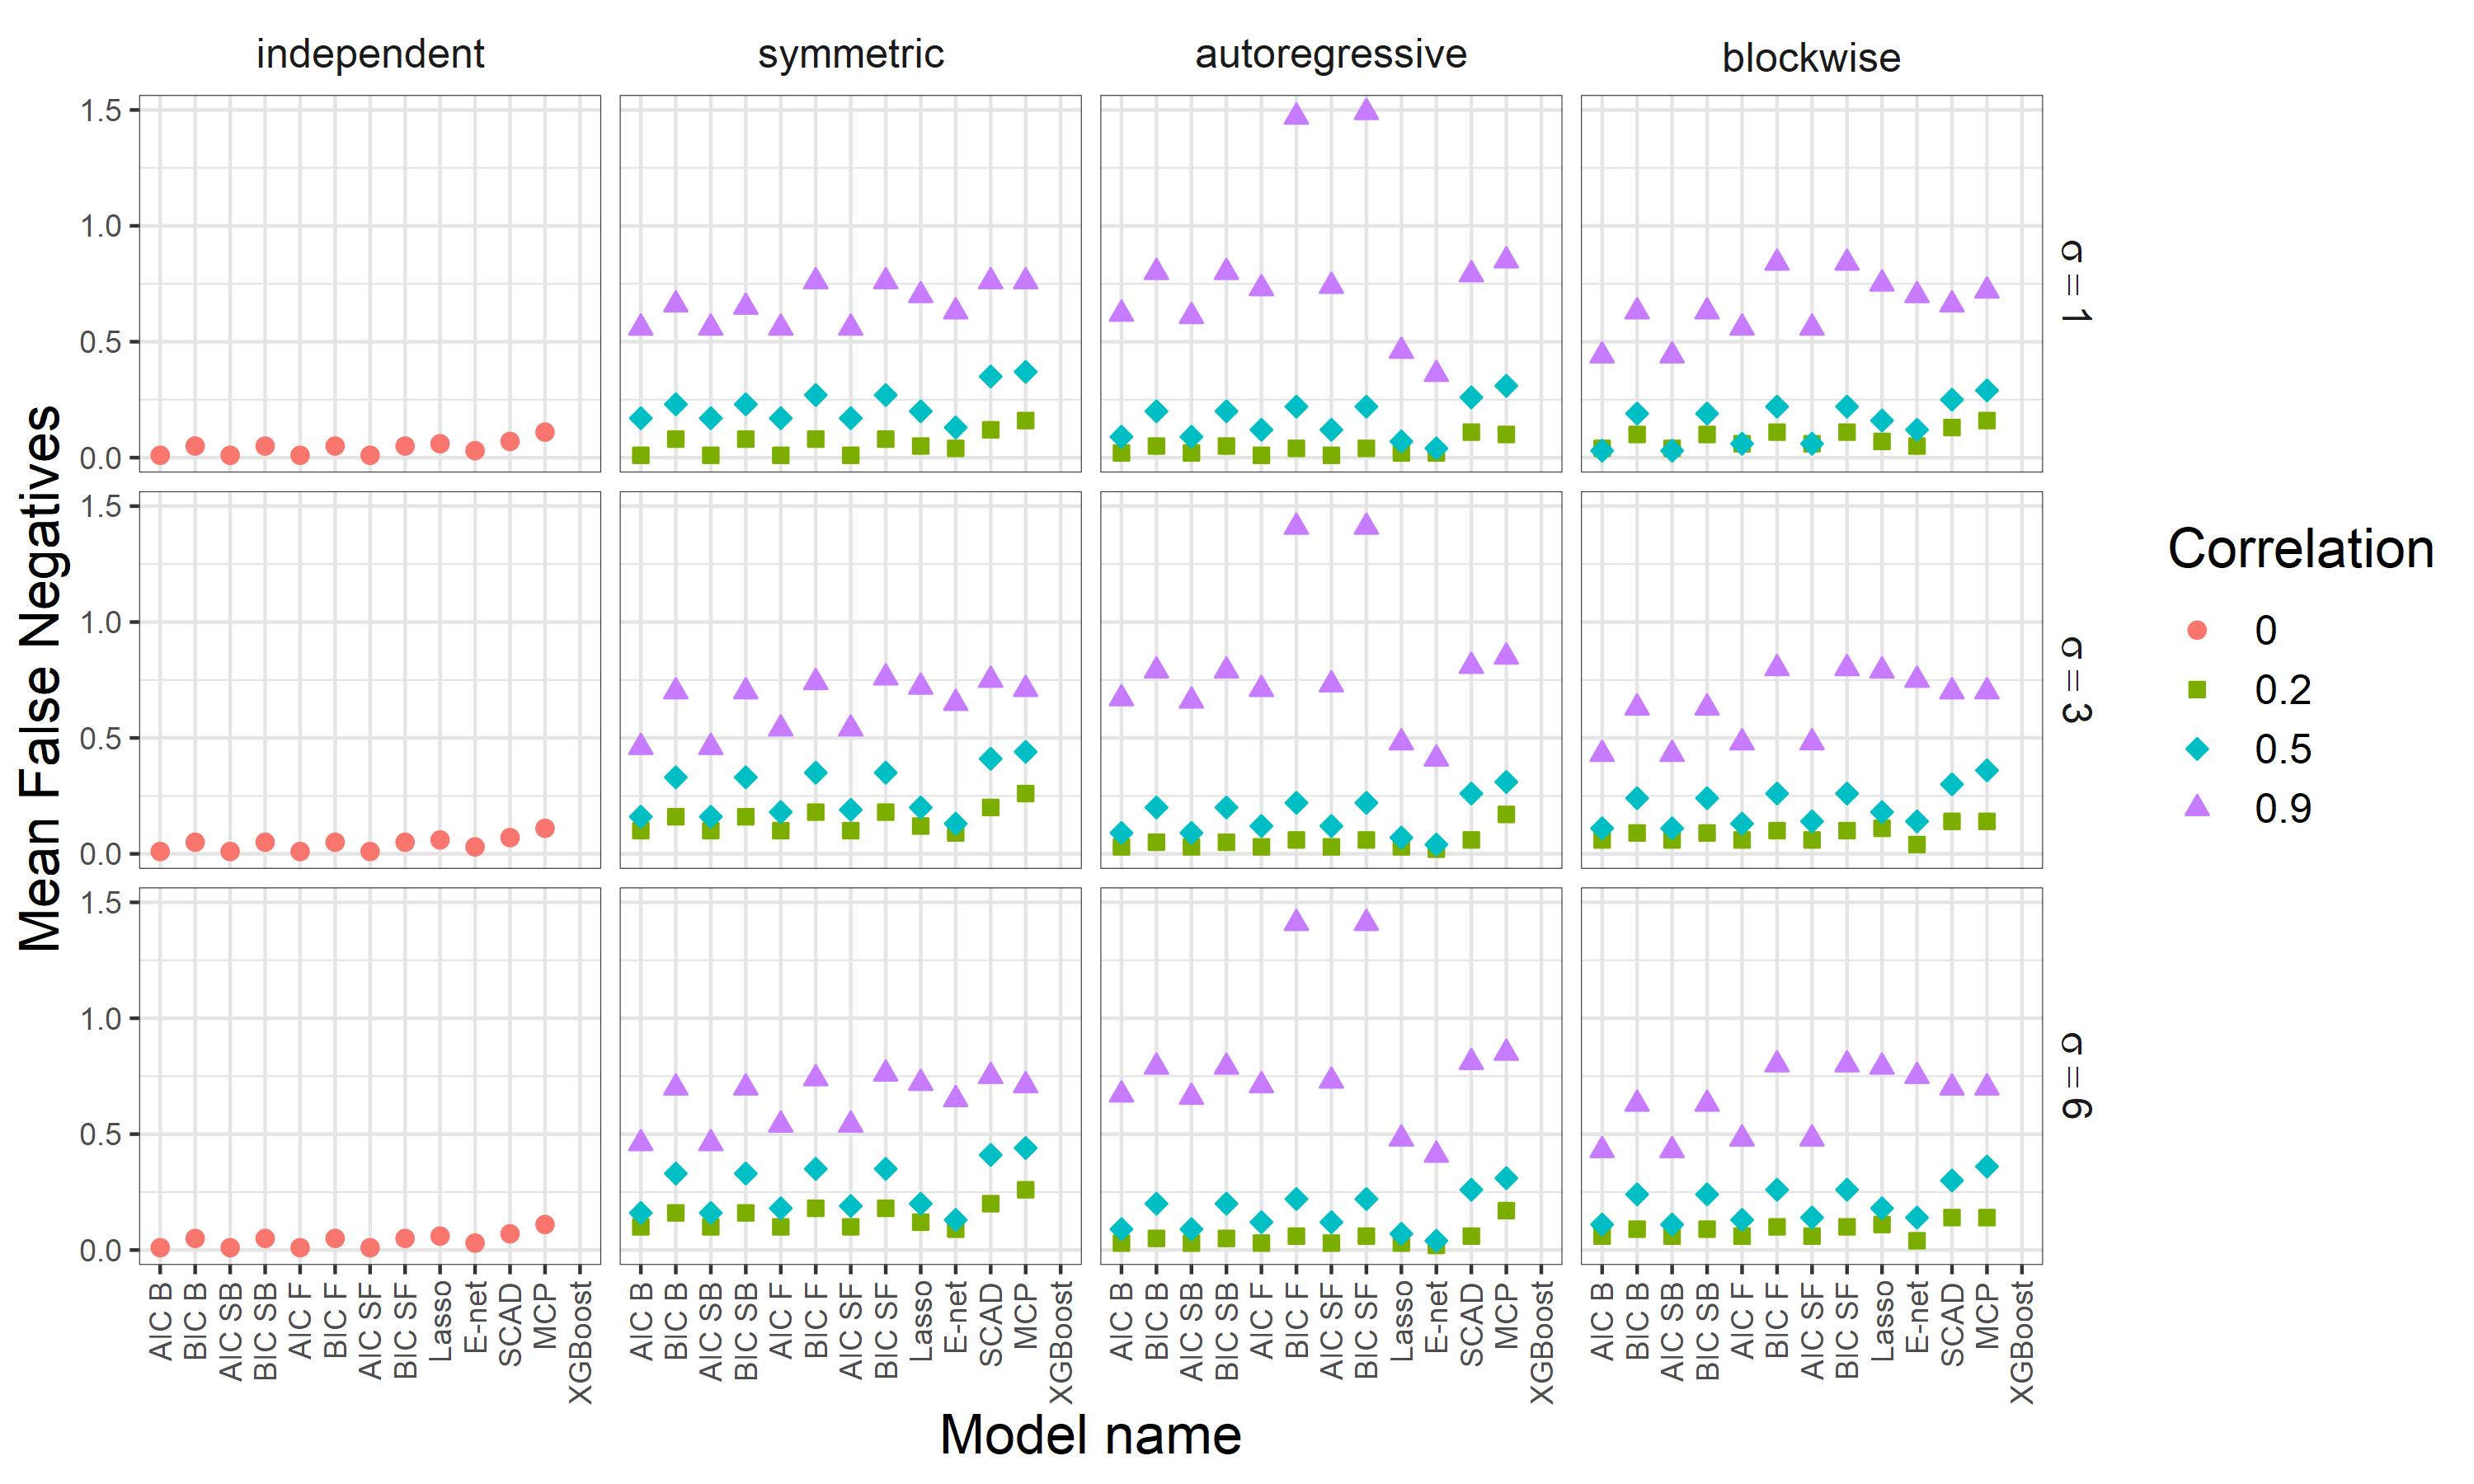 independent symmetric autoregressive blockwise
Mean False Negatives
1.5
1.0
0.5
0.0
σ = 1
1.5
1.0
0.5
0.0
σ = 3
1.5
1.0
0.5
0.0
σ = 6
AIC B BIC B AIC SB BIC SB AIC F BIC F AIC SF BIC SF Lasso E-net SCAD MCP XGBoost
AIC B BIC B AIC SB BIC SB AIC F BIC F AIC SF BIC SF Lasso E-net SCAD MCP XGBoost
AIC B BIC B AIC SB BIC SB AIC F BIC F AIC SF BIC SF Lasso E-net SCAD MCP XGBoost
AIC B BIC B AIC SB BIC SB AIC F BIC F AIC SF BIC SF Lasso E-net SCAD MCP XGBoost
Model name
Correlation
0
0.2
0.5
0.9